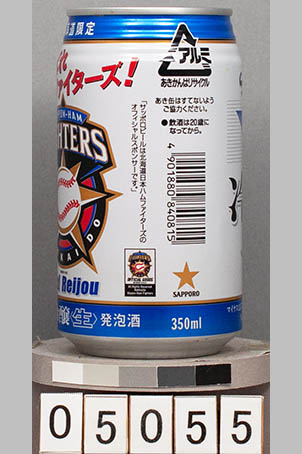 道限定
ファイターズ!
アルミ
あきかんはリサイクル
あき缶はすてないよう
ご協力ください。
●飲酒は20歳に
なってから。
「サッポロビールは北海道日本ハムファイターズの
オフィシャルスポンサーです。」
4 901880 840815
HAM
FIGHTERS
KAIDO
Reijou
生 発泡酒
SAPPORO
350ml
05055